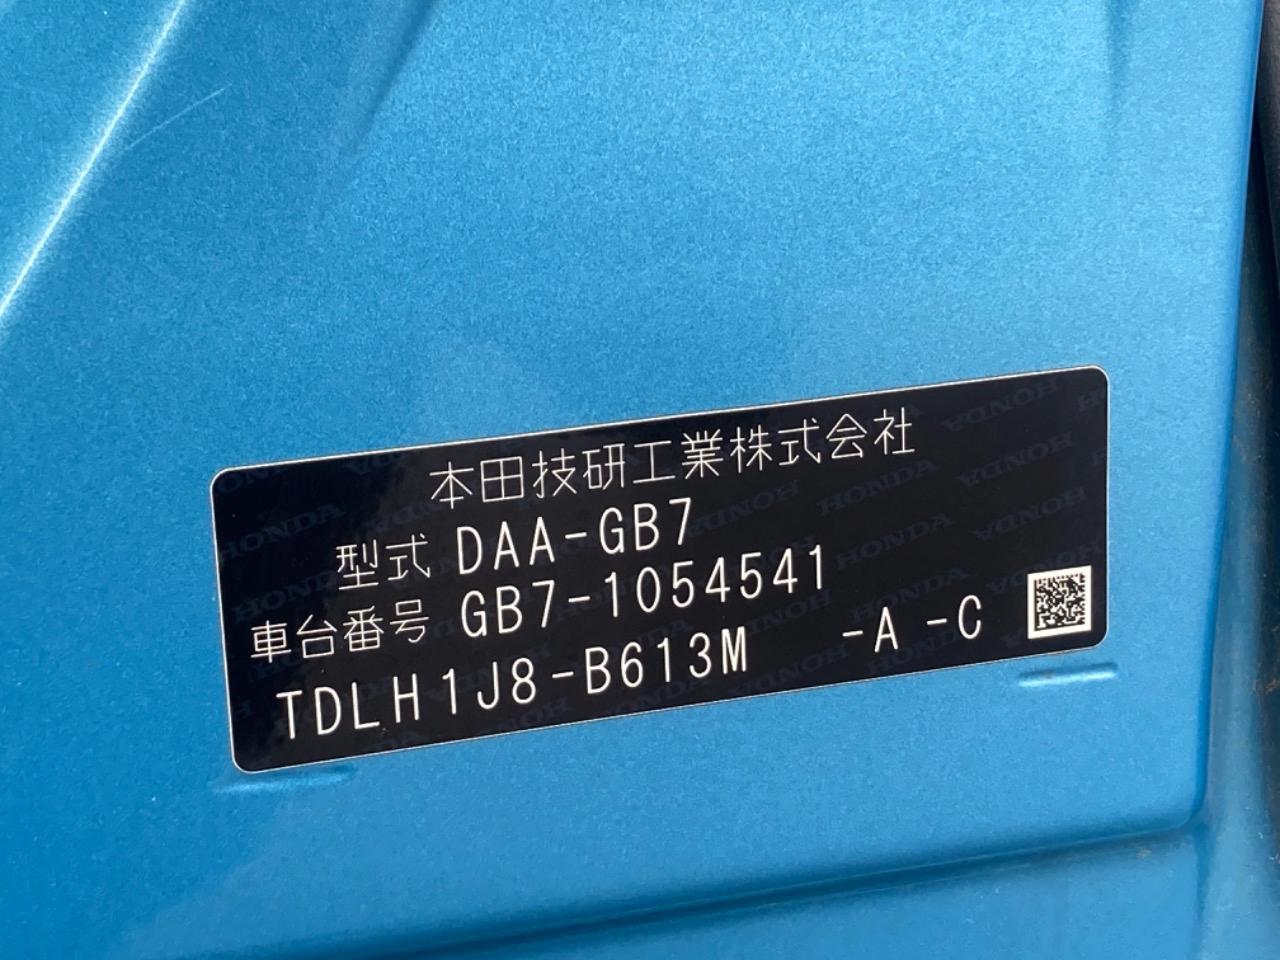 本田技研工業株式会社
型式 DAA-GB7
車台番号 GB7-1054541
TDLH1J8-B613M -A -C